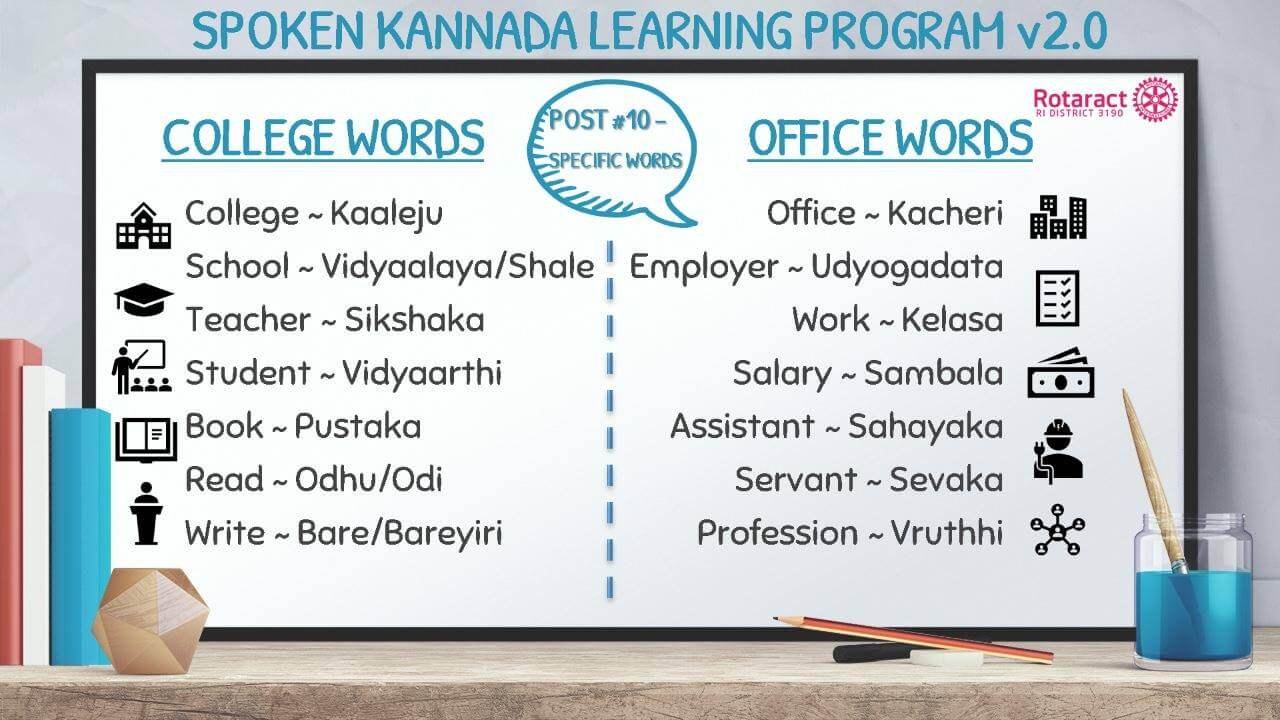 SPOKEN KANNADA LEARNING PROGRAM v2.0
Rotaract
RI DISTRICT 3190
POST #10 –
SPECIFIC WORDS
COLLEGE WORDS
College ~ Kaaleju
School ~ Vidyaalaya/Shale
Teacher ~ Sikshaka
Student ~ Vidyaarthi
Book ~ Pustaka
Read ~ Odhu/Odi
Write ~ Bare/Bareyiri
OFFICE WORDS
Office ~ Kacheri
Employer ~ Udyogadata
Work ~ Kelasa
Salary ~ Sambala
Assistant ~ Sahayaka
Servant ~ Sevaka
Profession ~ Vruthhi